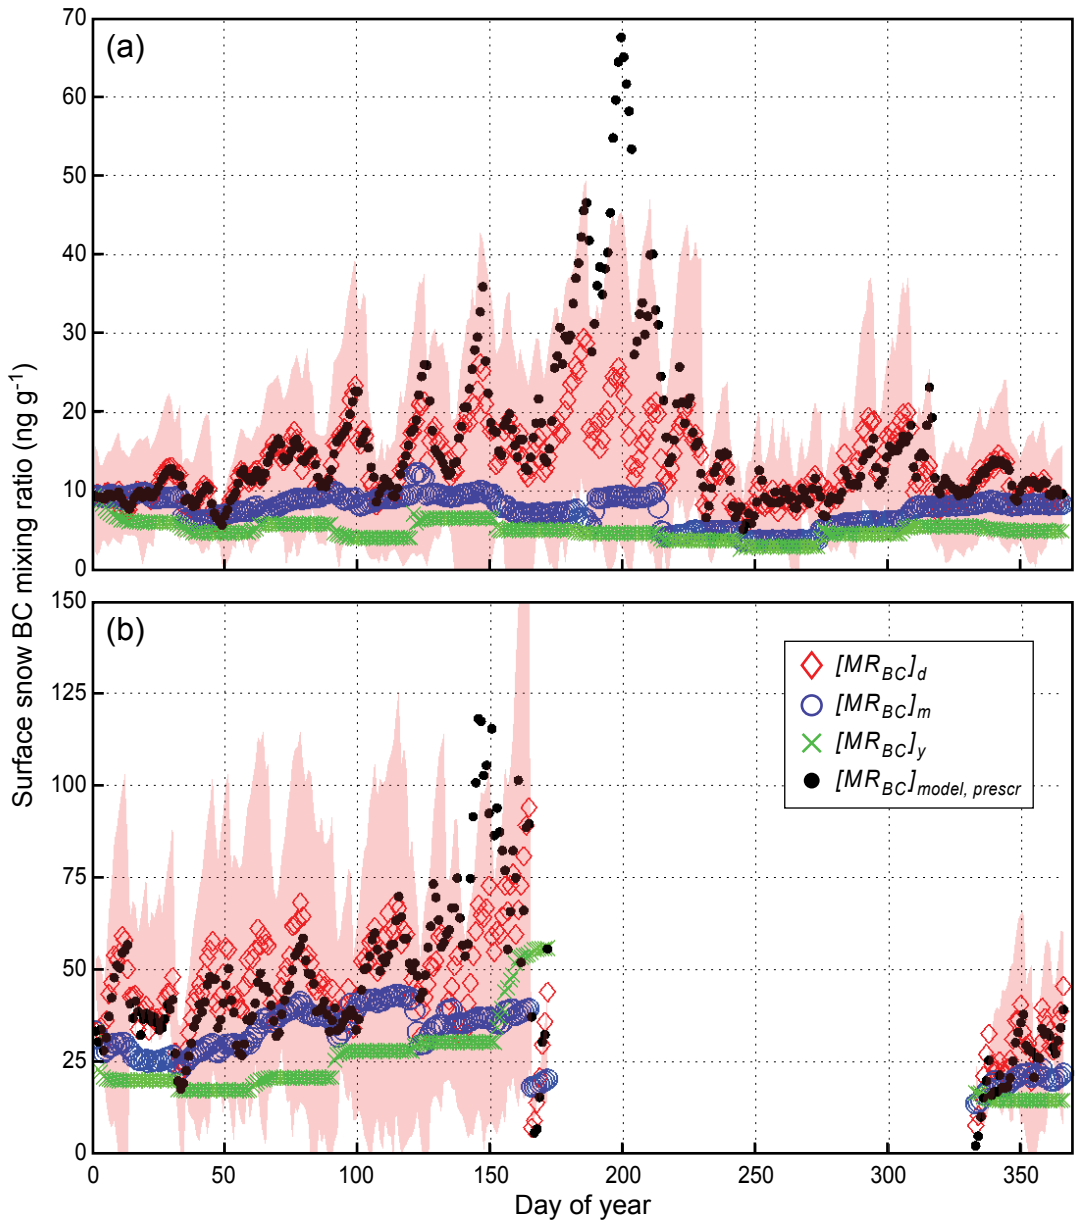 70
(a)
60
50
40
30
20
10
0
150
(b)
125
100
75
50
25
0
[MR_BC]_d
[MR_BC]_m
[MR_BC]_y
[MR_BC]_model, prescr
0 50 100 150 200 250 300 350
Day of year
Surface snow BC mixing ratio (ng g⁻¹)